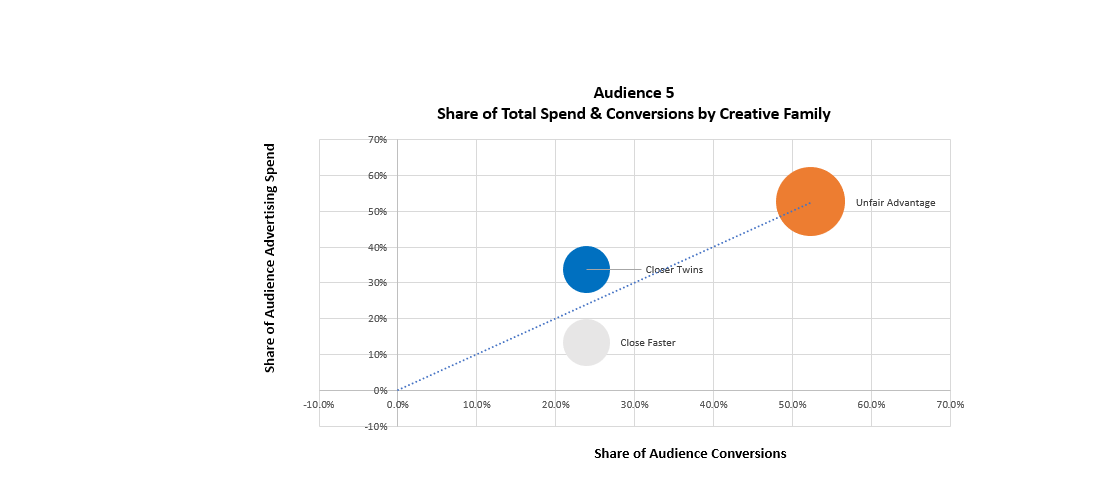 Audience 5
Share of Total Spend & Conversions by Creative Family
Share of Audience Advertising Spend
70%
60%
50%
40%
30%
20%
10%
0%
-10%
Unfair Advantage
Closer Twins
Close Faster
-10.0% 0.0% 10.0% 20.0% 30.0% 40.0% 50.0% 60.0% 70.0%
Share of Audience Conversions